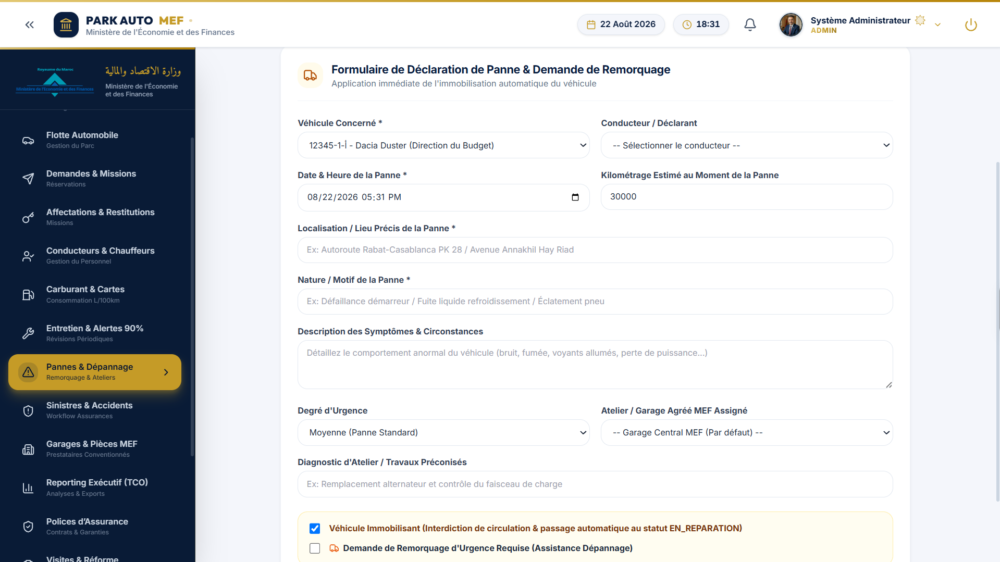 PARK AUTO MEF
Ministère de l'Économie et des Finances
22 Août 2026
18:31
Système Administrateur
ADMIN
Royaume du Maroc
Ministère de l'Economie et des Finances
وزارة الاقتصاد والمالية
Ministère de l'Économie
et des Finances
Flotte Automobile
Gestion du Parc
Demandes & Missions
Réservations
Affectations & Restitutions
Missions
Conducteurs & Chauffeurs
Gestion du Personnel
Carburant & Cartes
Consommation L/100km
Entretien & Alertes 90%
Révisions Périodiques
Pannes & Dépannage
Remorquage & Ateliers
Sinistres & Accidents
Workflow Assurances
Garages & Pièces MEF
Prestataires Conventionnés
Reporting Exécutif (TCO)
Analyses & Exports
Polices d'Assurance
Contrats & Garanties
Visites & Réforme
Formulaire de Déclaration de Panne & Demande de Remorquage
Application immédiate de l'immobilisation automatique du véhicule
Véhicule Concerné *
12345-1-أ - Dacia Duster (Direction du Budget)
Conducteur / Déclarant
-- Sélectionner le conducteur --
Date & Heure de la Panne *
08/22/2026 05:31 PM
Kilométrage Estimé au Moment de la Panne
30000
Localisation / Lieu Précis de la Panne *
Ex: Autoroute Rabat-Casablanca PK 28 / Avenue Annakhil Hay Riad
Nature / Motif de la Panne *
Ex: Défaillance démarreur / Fuite liquide refroidissement / Éclatement pneu
Description des Symptômes & Circonstances
Détaillez le comportement anormal du véhicule (bruit, fumée, voyants allumés, perte de puissance...)
Degré d'Urgence
Moyenne (Panne Standard)
Atelier / Garage Agréé MEF Assigné
-- Garage Central MEF (Par défaut) --
Diagnostic d'Atelier / Travaux Préconisés
Ex: Remplacement alternateur et contrôle du faisceau de charge
Véhicule Immobilisant (Interdiction de circulation & passage automatique au statut EN_REPARATION)
Demande de Remorquage d'Urgence Requise (Assistance Dépannage)